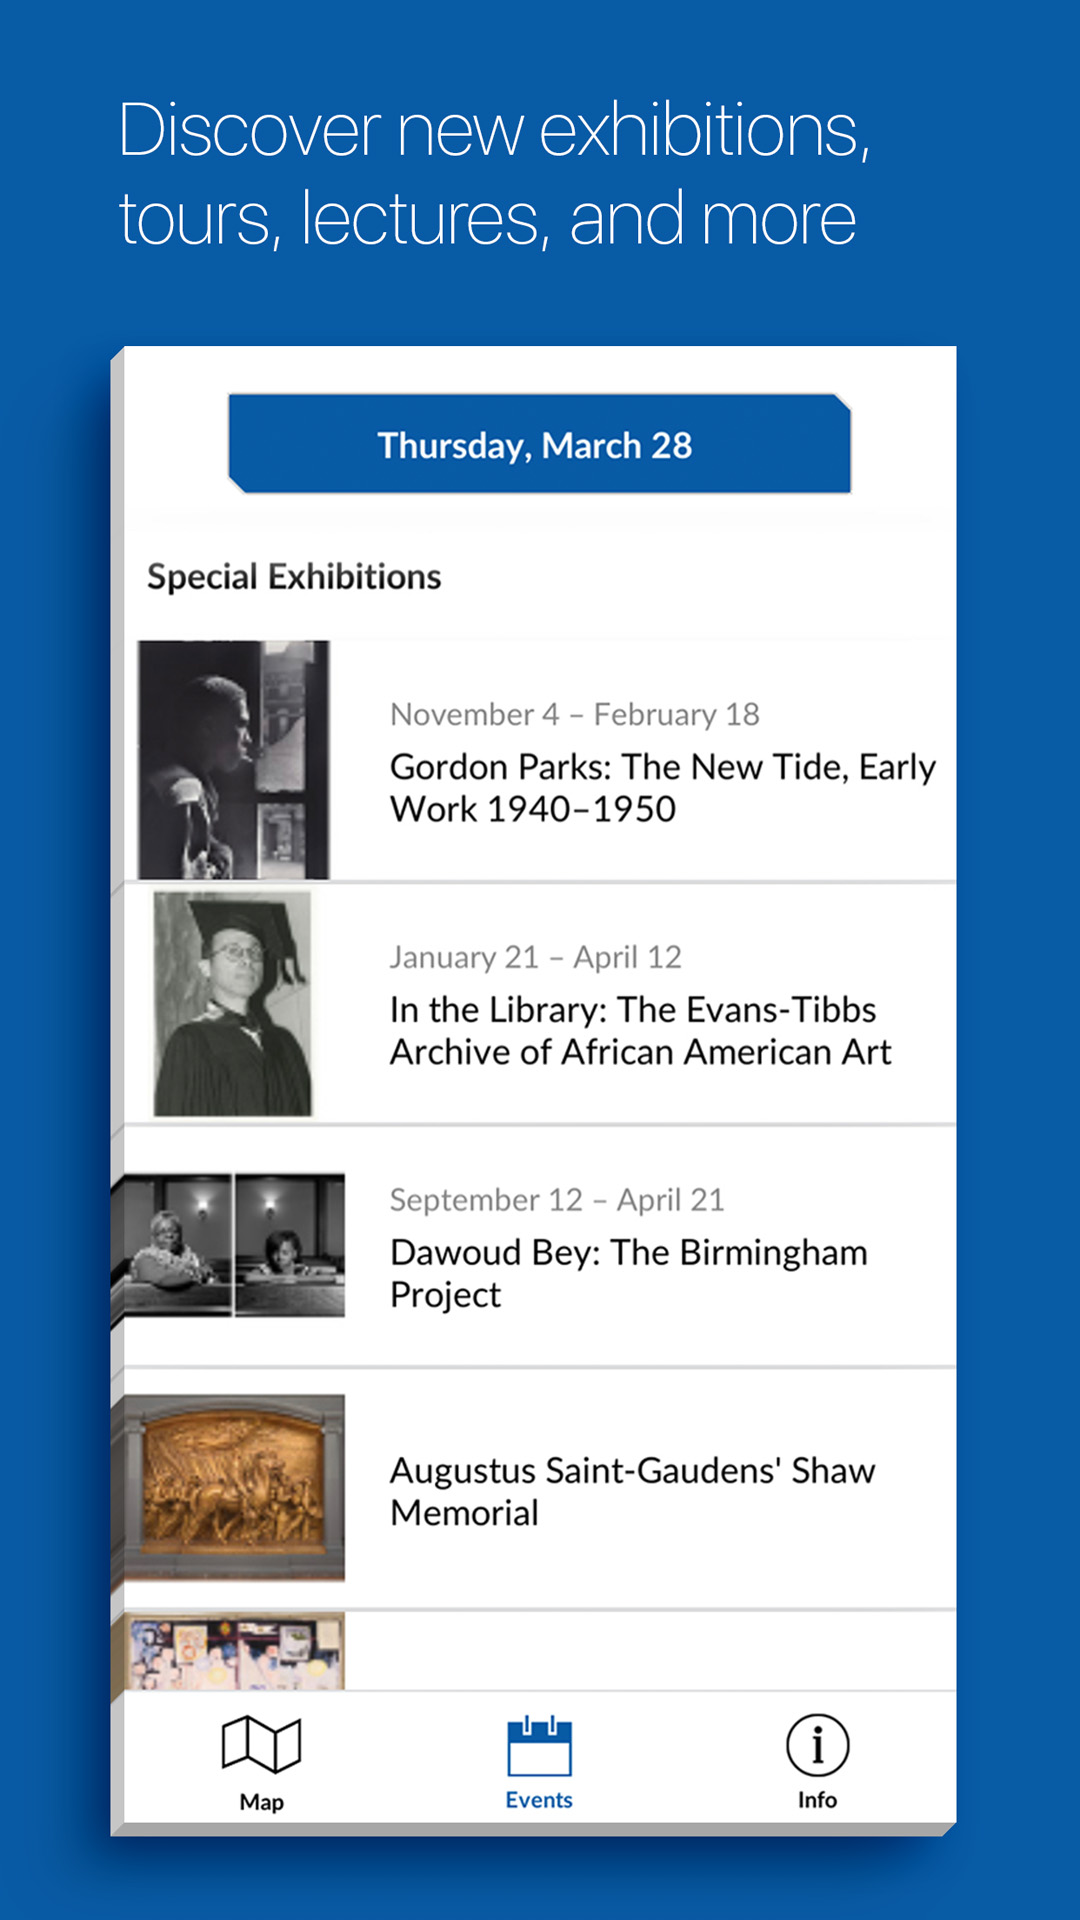 Discover new exhibitions,
tours, lectures, and more
Thursday, March 28
Special Exhibitions
November 4 – February 18
Gordon Parks: The New Tide, Early
Work 1940–1950
January 21 – April 12
In the Library: The Evans-Tibbs
Archive of African American Art
September 12 – April 21
Dawoud Bey: The Birmingham
Project
Augustus Saint-Gaudens' Shaw
Memorial
Map
Events
Info